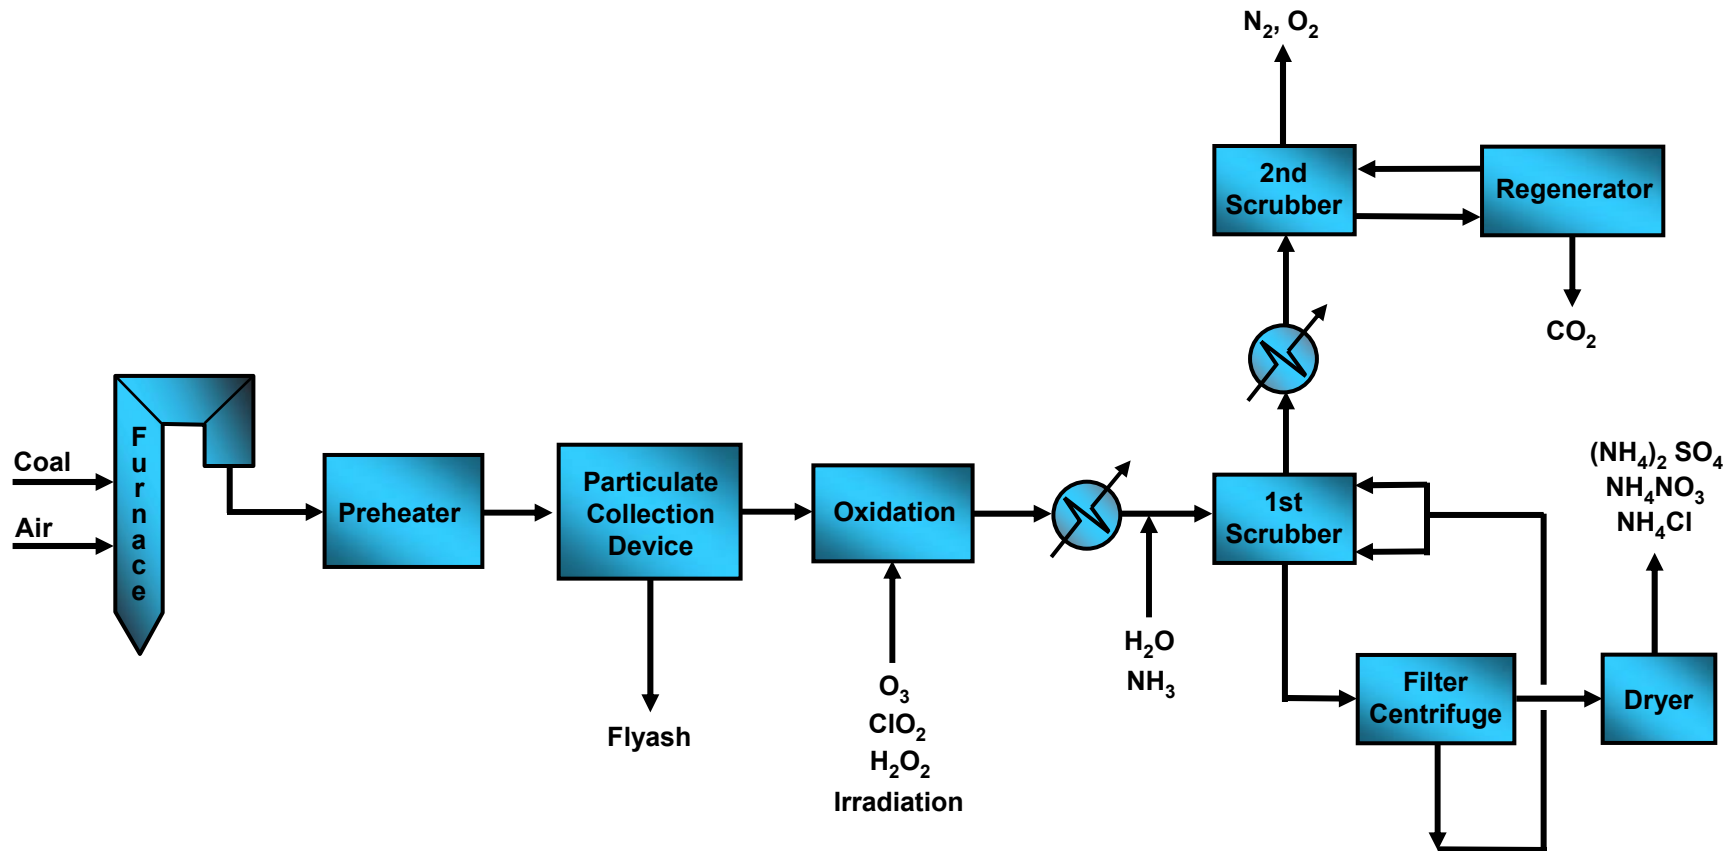 N₂, O₂
2nd
Scrubber
Regenerator
CO₂
Furnace
Coal
Air
Preheater
Particulate
Collection
Device
Oxidation
1st
Scrubber
(NH₄)₂ SO₄
NH₄NO₃
NH₄Cl
H₂O
NH₃
O₃
ClO₂
H₂O₂
Irradiation
Flyash
Filter
Centrifuge
Dryer